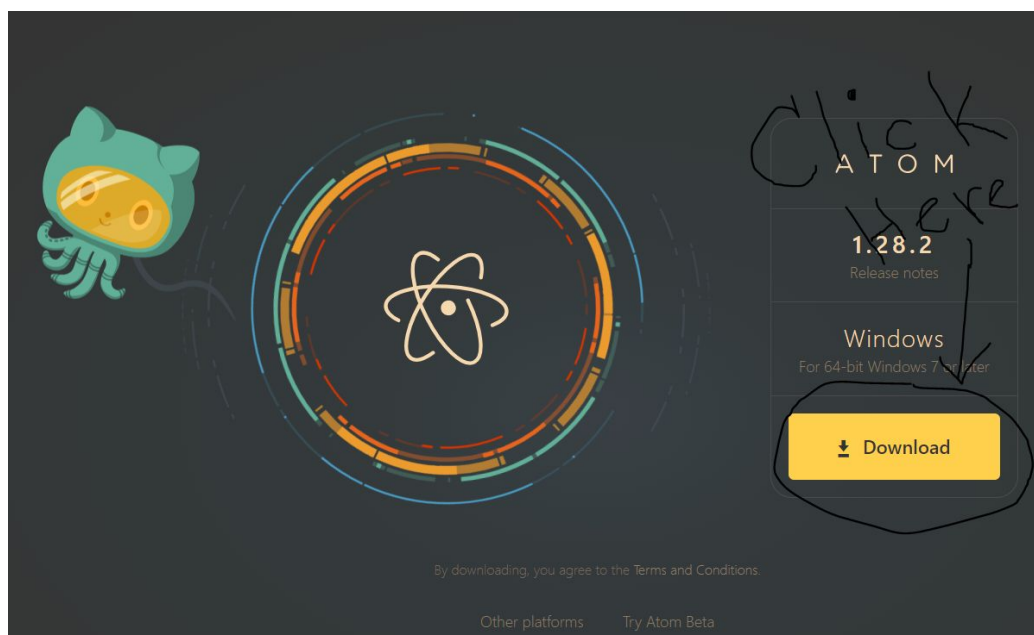 Click
ATOM
Here
1.28.2
Release notes
Windows
For 64-bit Windows 7 or later
Download
By downloading, you agree to the Terms and Conditions.
Other platforms Try Atom Beta